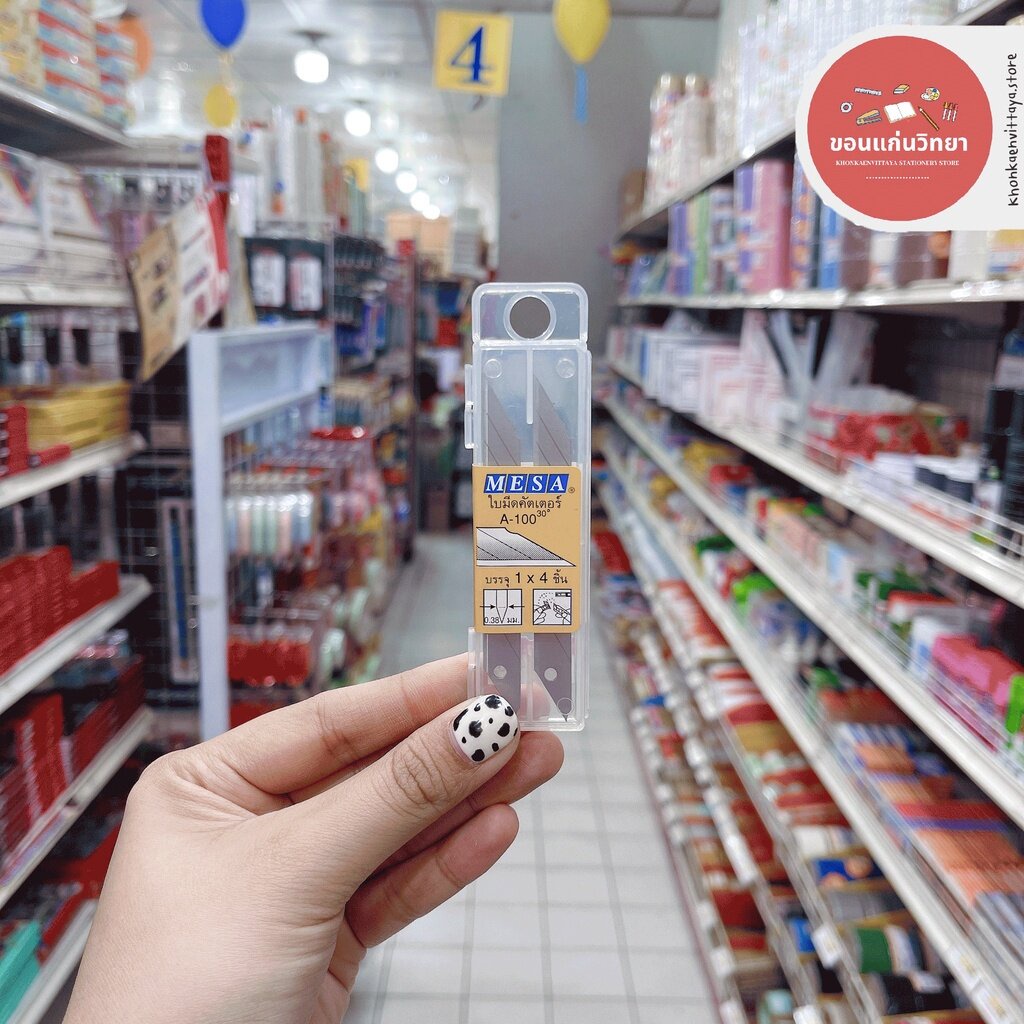 4
ขอนแก่นวิทยา
KHONKAENVITTAYA STATIONERY STORE
Khonkaenvittaya.store
MESA®
ใบมีดคัตเตอร์
A-100 30°
บรรจุ 1 x 4 ชิ้น
0.38 มม.